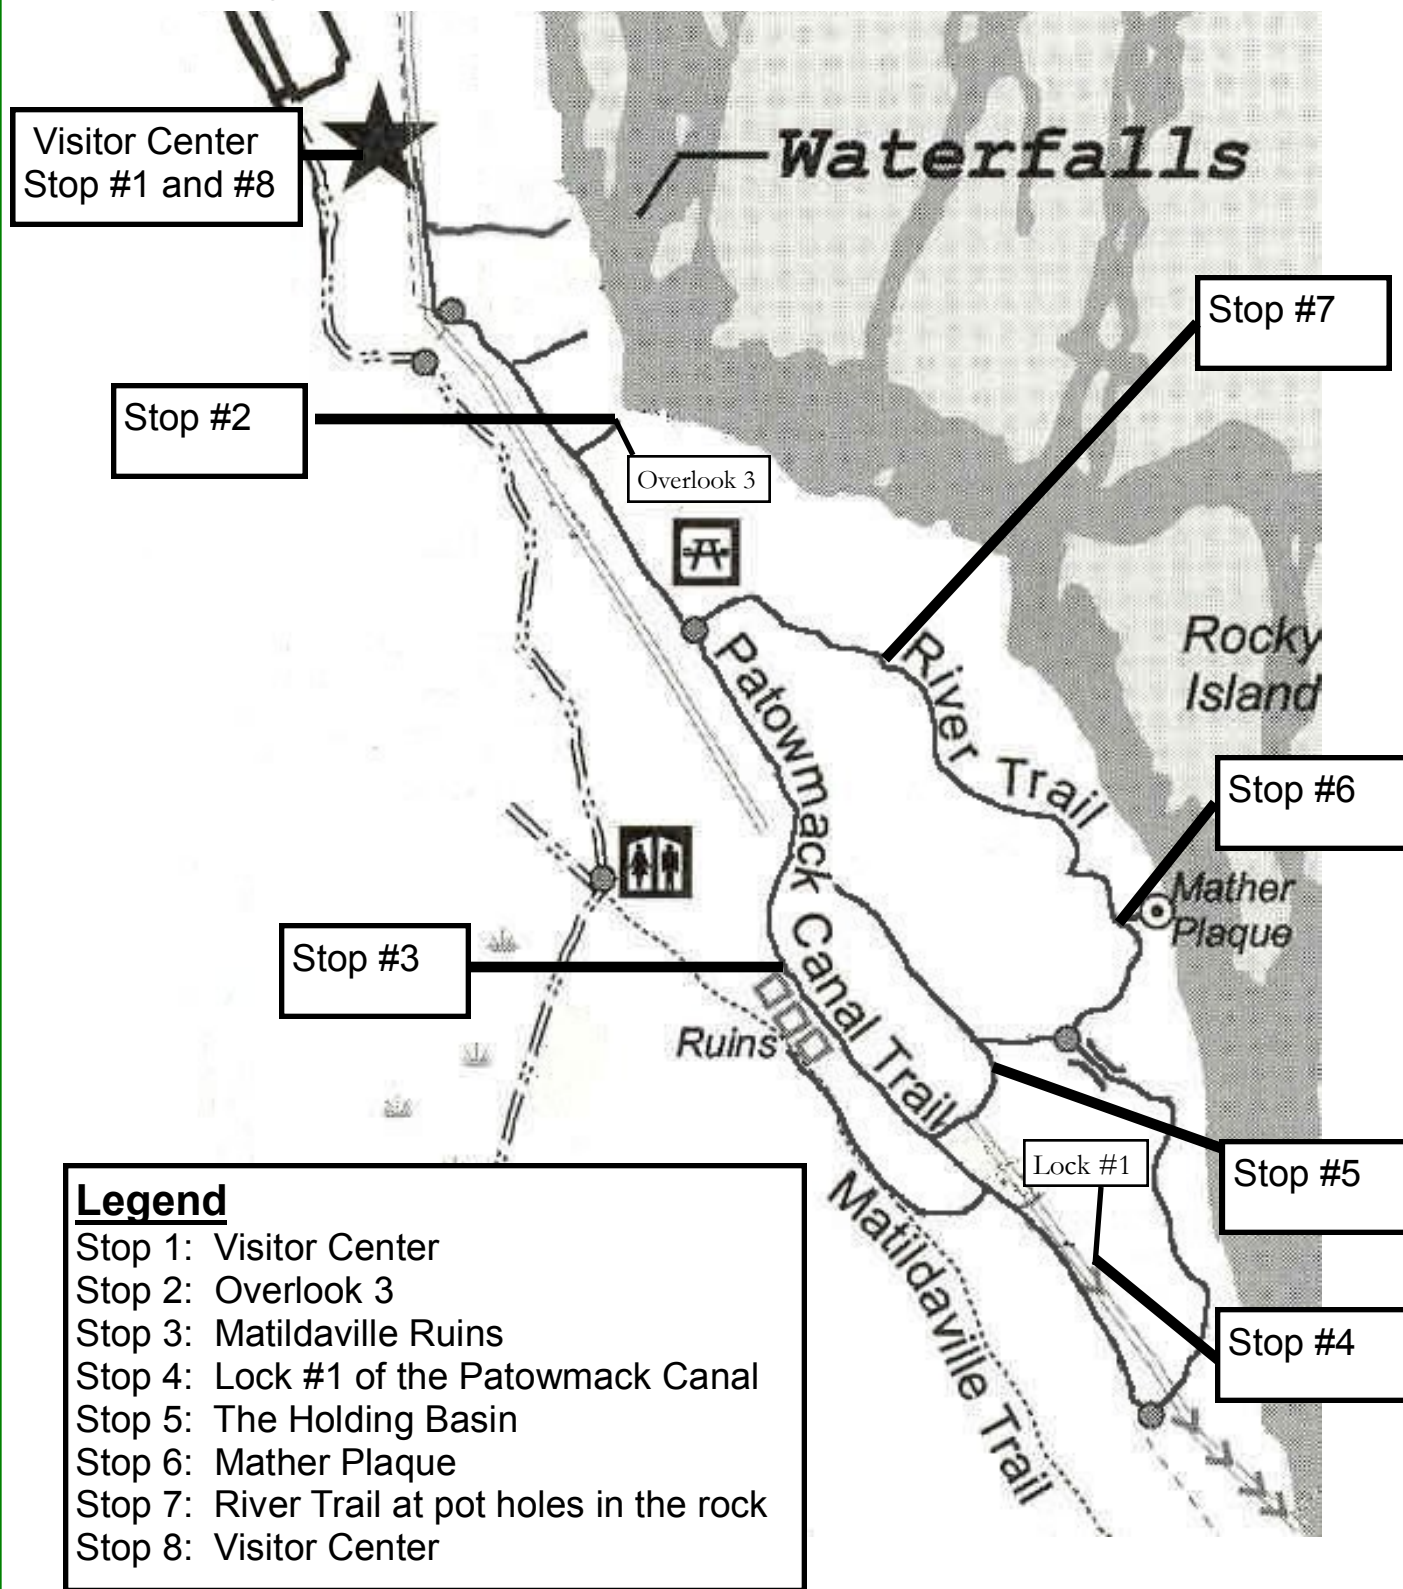 Visitor Center
Stop #1 and #8
Waterfalls
Stop #7
Stop #2
Overlook 3
Rocky
Island
Patowmack Canal Trail
River Trail
Stop #6
Mather
Plaque
Stop #3
Ruins
Lock #1
Stop #5
Matildaville Trail
Stop #4
Legend
Stop 1: Visitor Center
Stop 2: Overlook 3
Stop 3: Matildaville Ruins
Stop 4: Lock #1 of the Patowmack Canal
Stop 5: The Holding Basin
Stop 6: Mather Plaque
Stop 7: River Trail at pot holes in the rock
Stop 8: Visitor Center